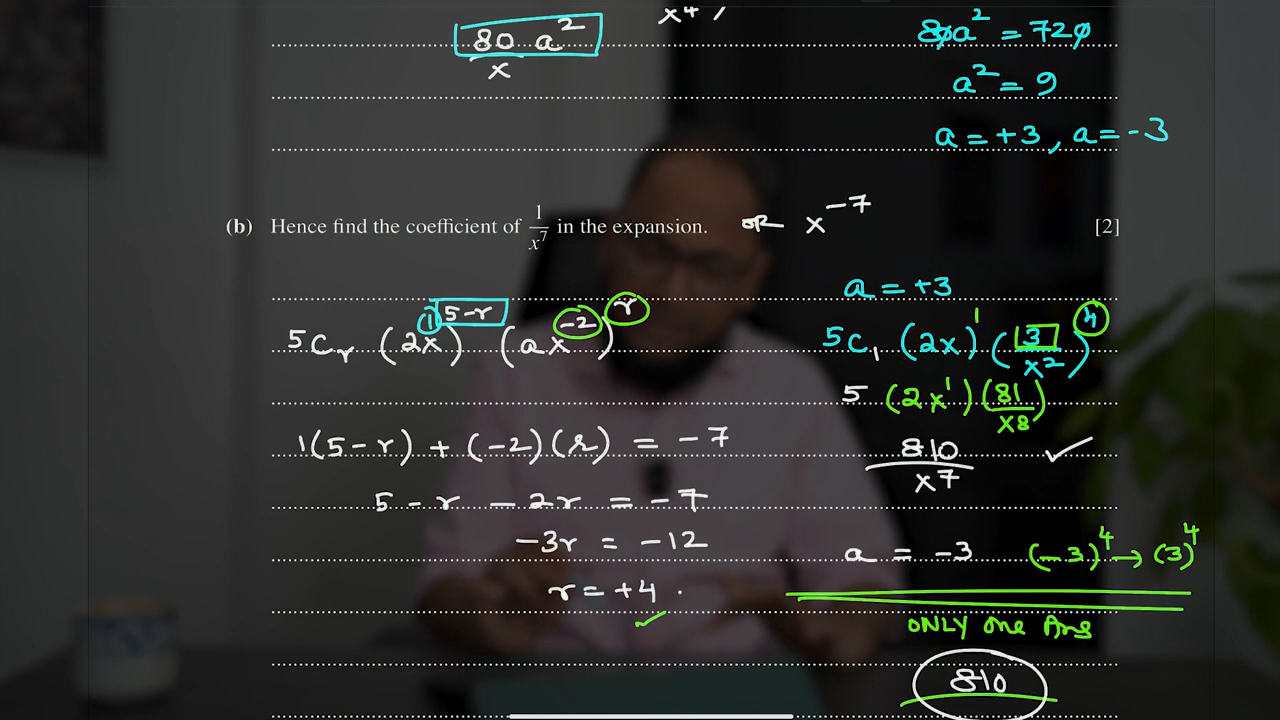 x⁴
80 a² / x
80a² = 720
a² = 9
a = +3, a = -3
(b) Hence find the coefficient of 1/x⁷ in the expansion. OR x⁻⁷ [2]
5Cr (2x¹)⁵⁻ʳ (ax⁻²)ʳ
1(5-r) + (-2)(r) = -7
5 - r - 2r = -7
-3r = -12
r = +4.
a = +3
5C₁ (2x)¹ (3/x²)⁴
5 (2x¹)(81/x8)
810 / x7
a = -3 (-3)⁴ → (3)⁴
ONLY one Ans
810